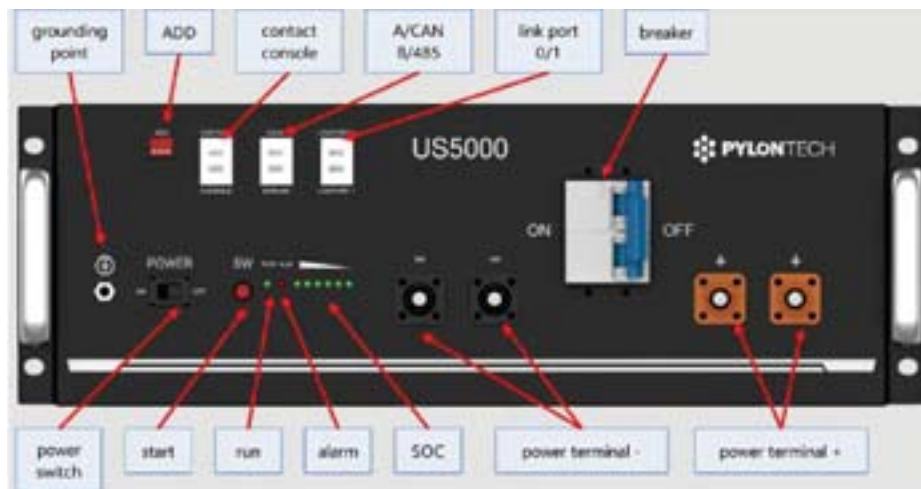 grounding
point
ADD
contact
console
A/CAN
B/485
link port
0/1
breaker
US5000
PYLONTECH
ON
OFF
POWER
SW
power
switch
start
run
alarm
SOC
power terminal -
power terminal +